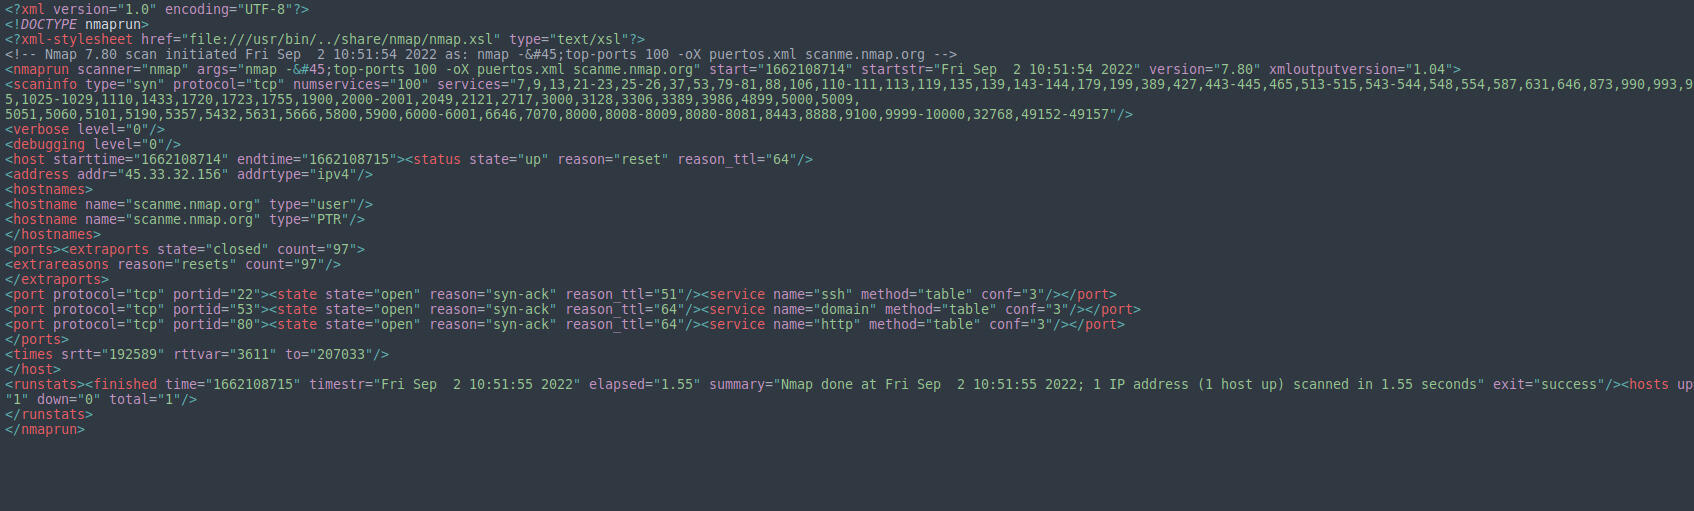 <?xml version="1.0" encoding="UTF-8"?>
<!DOCTYPE nmaprun>
<?xml-stylesheet href="file:///usr/bin/../share/nmap/nmap.xsl" type="text/xsl"?>
<!-- Nmap 7.80 scan initiated Fri Sep  2 10:51:54 2022 as: nmap -&#45;top-ports 100 -oX puertos.xml scanme.nmap.org -->
<nmaprun scanner="nmap" args="nmap -&#45;top-ports 100 -oX puertos.xml scanme.nmap.org" start="1662108714" startstr="Fri Sep  2 10:51:54 2022" version="7.80" xmloutputversion="1.04">
<scaninfo type="syn" protocol="tcp" numservices="100" services="7,9,13,21-23,25-26,37,53,79-81,88,106,110-111,113,119,135,139,143-144,179,199,389,427,443-445,465,513-515,543-544,548,554,587,631,646,873,990,993,9
5,1025-1029,1110,1433,1720,1723,1755,1900,2000-2001,2049,2121,2717,3000,3128,3306,3389,3986,4899,5000,5009,
5051,5060,5101,5190,5357,5432,5631,5666,5800,5900,6000-6001,6646,7070,8000,8008-8009,8080-8081,8443,8888,9100,9999-10000,32768,49152-49157"/>
<verbose level="0"/>
<debugging level="0"/>
<host starttime="1662108714" endtime="1662108715"><status state="up" reason="reset" reason_ttl="64"/>
<address addr="45.33.32.156" addrtype="ipv4"/>
<hostnames>
<hostname name="scanme.nmap.org" type="user"/>
<hostname name="scanme.nmap.org" type="PTR"/>
</hostnames>
<ports><extraports state="closed" count="97">
<extrareasons reason="resets" count="97"/>
</extraports>
<port protocol="tcp" portid="22"><state state="open" reason="syn-ack" reason_ttl="51"/><service name="ssh" method="table" conf="3"/></port>
<port protocol="tcp" portid="53"><state state="open" reason="syn-ack" reason_ttl="64"/><service name="domain" method="table" conf="3"/></port>
<port protocol="tcp" portid="80"><state state="open" reason="syn-ack" reason_ttl="64"/><service name="http" method="table" conf="3"/></port>
</ports>
<times srtt="192589" rttvar="3611" to="207033"/>
</host>
<runstats><finished time="1662108715" timestr="Fri Sep  2 10:51:55 2022" elapsed="1.55" summary="Nmap done at Fri Sep  2 10:51:55 2022; 1 IP address (1 host up) scanned in 1.55 seconds" exit="success"/><hosts up
"1" down="0" total="1"/>
</runstats>
</nmaprun>